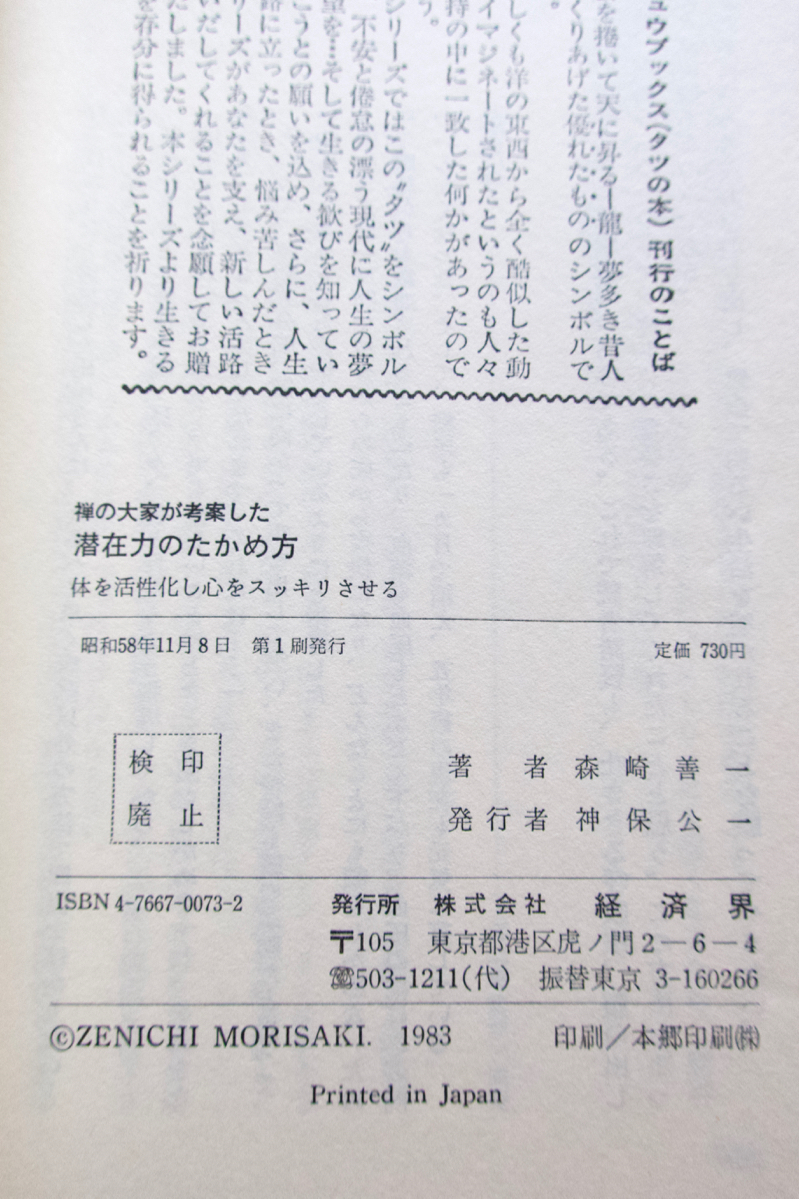 ュウブックス(タツの本)刊行のことば
を捲いて天に昇る―龍―夢多き昔人
くりあげた優れたもののシンボルで
。
しくも洋の東西から全く酷似した動
イマジネートされたというのも人々
持の中に一致した何かがあったので
う。
シリーズではこの〝タツ〟をシンボル
不安と倦怠の漂う現代に人生の夢
望を…そして生きる歓びを知ってい
こうとの願いを込め、さらに、人生
路に立ったとき、悩み苦しんだとき
リーズがあなたを支え、新しい活路
いだしてくれることを念願してお贈
たしました。本シリーズより生きる
を存分に得られることを祈ります。
禅の大家が考案した
潜在力のたかめ方
体を活性化し心をスッキリさせる
昭和58年11月8日 第1刷発行
定価 730円
検印
廃止
著者 森崎善一
発行者 神保公一
ISBN4-7667-0073-2
発行所 株式会社 経済界
〒105 東京都港区虎ノ門2-6-4
☎503-1211(代) 振替東京 3-160266
©ZENICHI MORISAKI. 1983
印刷/本郷印刷㈱
Printed in Japan